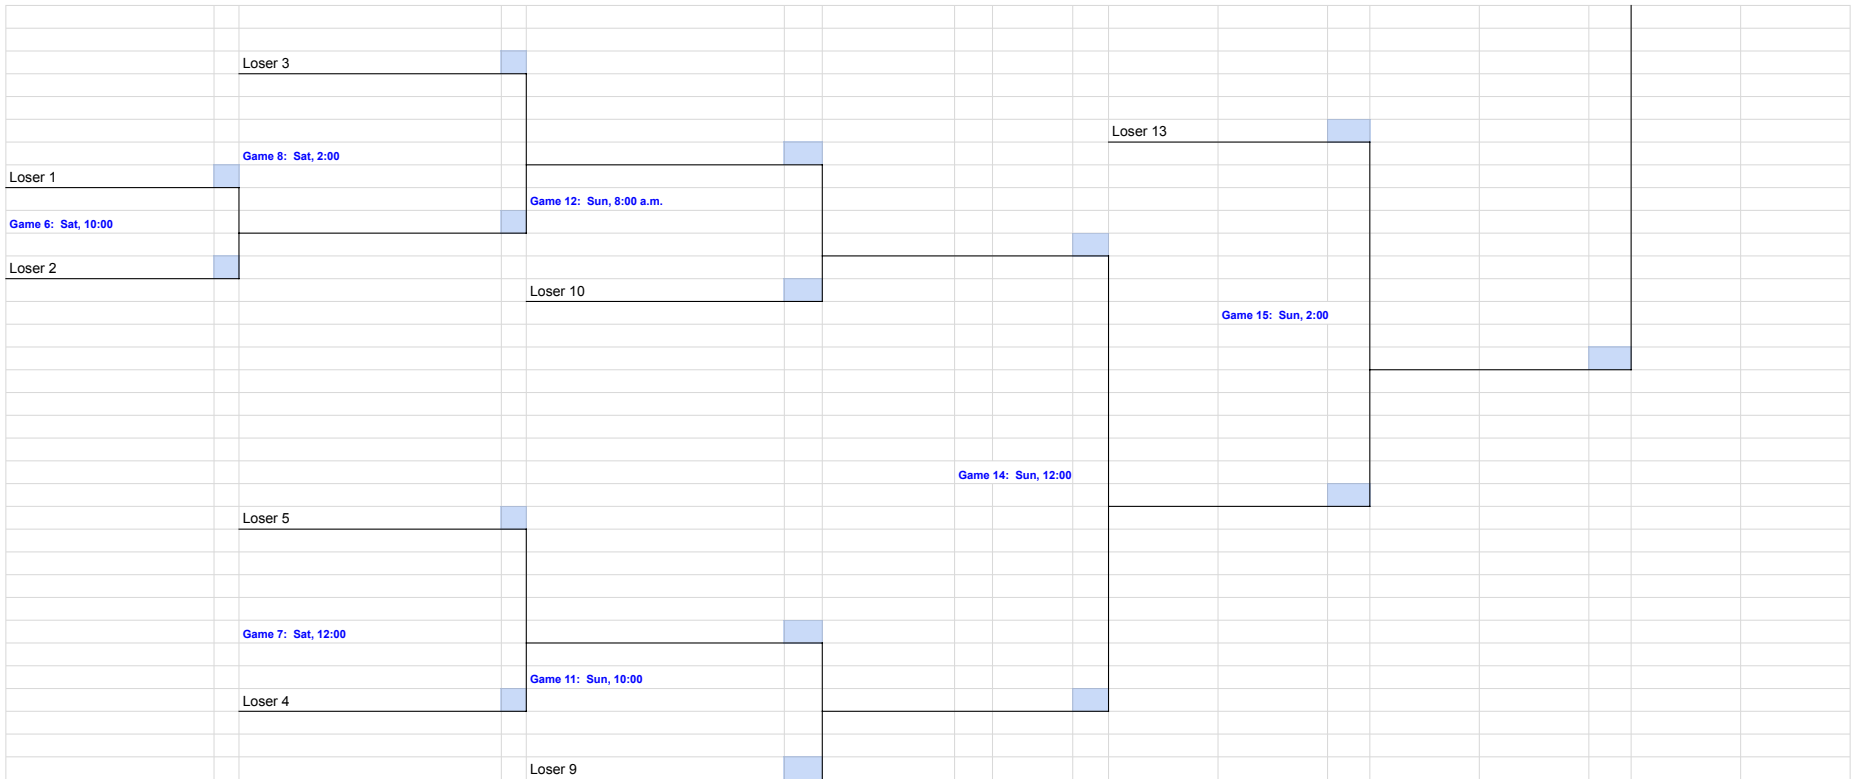 Loser 3
Loser 13
Game 8: Sat, 2:00
Loser 1
Game 12: Sun, 8:00 a.m.
Game 6: Sat, 10:00
Loser 2
Loser 10
Game 15: Sun, 2:00
Game 14: Sun, 12:00
Loser 5
Game 7: Sat, 12:00
Game 11: Sun, 10:00
Loser 4
Loser 9